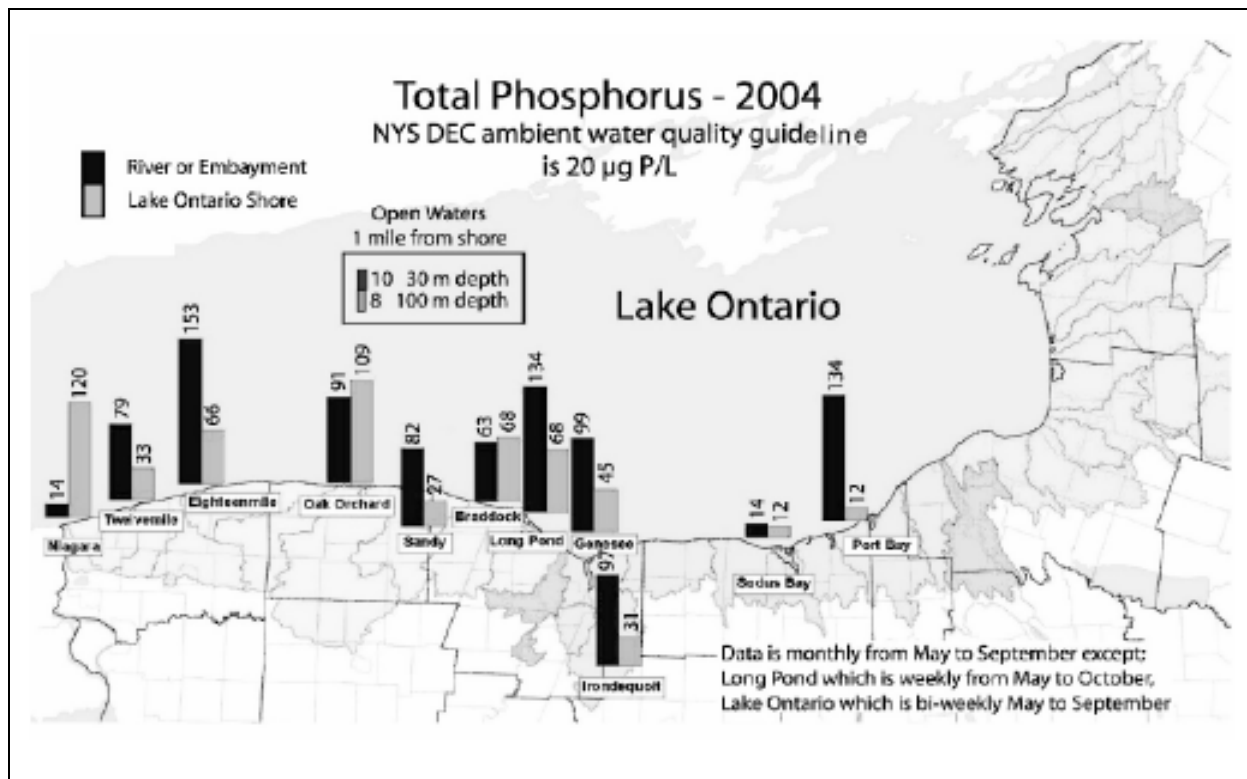 Total Phosphorus - 2004
NYS DEC ambient water quality guideline
is 20 µg P/L
River or Embayment
Lake Ontario Shore
Open Waters
1 mile from shore
10 30 m depth
8 100 m depth
Lake Ontario
14
120
79
33
153
66
91
109
82
27
63
68
134
68
99
45
97
31
14
12
134
12
Niagara
Twelvemile
Eighteenmile
Oak Orchard
Sandy
Braddock
Long Pond
Genesee
Irondequoit
Sodus Bay
Port Bay
Data is monthly from May to September except:
Long Pond which is weekly from May to October,
Lake Ontario which is bi-weekly May to September